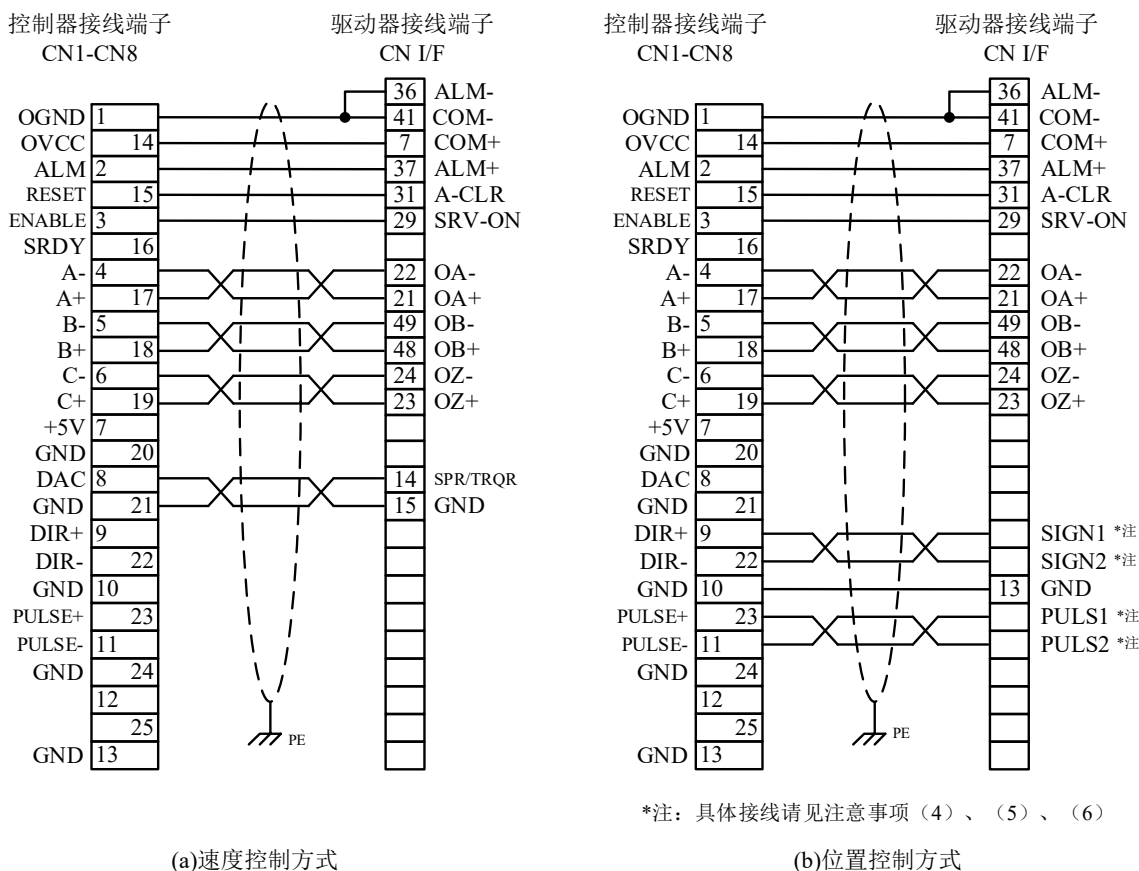 控制器接线端子
CN1-CN8
驱动器接线端子
CN I/F
36 ALM-
OGND 1 41 COM-
OVCC 14 7 COM+
ALM 2 37 ALM+
RESET 15 31 A-CLR
ENABLE 3 29 SRV-ON
SRDY 16
A- 4 22 OA-
A+ 17 21 OA+
B- 5 49 OB-
B+ 18 48 OB+
C- 6 24 OZ-
C+ 19 23 OZ+
+5V 7
GND 20
DAC 8 14 SPR/TRQR
GND 21 15 GND
DIR+ 9
DIR- 22
GND 10
PULSE+ 23
PULSE- 11
GND 24
12
25
GND 13
PE
(a)速度控制方式
控制器接线端子
CN1-CN8
驱动器接线端子
CN I/F
36 ALM-
OGND 1 41 COM-
OVCC 14 7 COM+
ALM 2 37 ALM+
RESET 15 31 A-CLR
ENABLE 3 29 SRV-ON
SRDY 16
A- 4 22 OA-
A+ 17 21 OA+
B- 5 49 OB-
B+ 18 48 OB+
C- 6 24 OZ-
C+ 19 23 OZ+
+5V 7
GND 20
DAC 8
GND 21
DIR+ 9 SIGN1 *注
DIR- 22 SIGN2 *注
GND 10 13 GND
PULSE+ 23 PULS1 *注
PULSE- 11 PULS2 *注
GND 24
12
25
GND 13
PE
*注：具体接线请见注意事项（4）、（5）、（6）
(b)位置控制方式